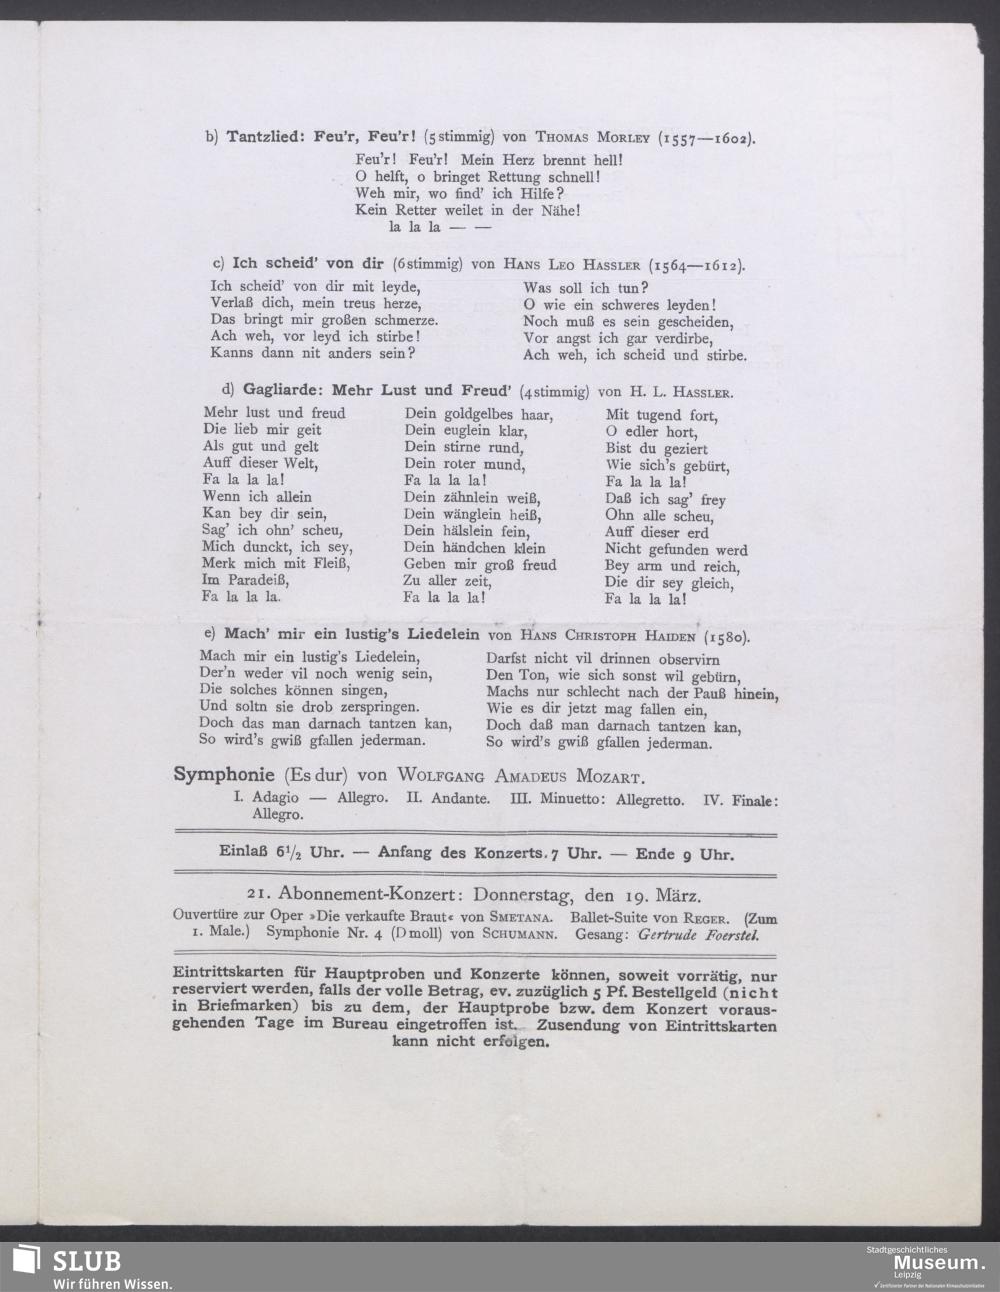 b) Tantzlied: Feu'r, Feu'r! (5 stimmig) von THOMAS MORLEY (1557—1602).
Feu'r! Feu'r! Mein Herz brennt hell!
O helft, o bringet Rettung schnell!
Weh mir, wo find' ich Hilfe?
Kein Retter weilet in der Nähe!
la la la — —
c) Ich scheid' von dir (6 stimmig) von HANS LEO HASSLER (1564—1612).
Ich scheid' von dir mit leyde,
Verlaß dich, mein treus herze,
Das bringt mir großen schmerze.
Ach weh, vor leyd ich stirbe!
Kanns dann nit anders sein?
Was soll ich tun?
O wie ein schweres leyden!
Noch muß es sein gescheiden,
Vor angst ich gar verdirbe,
Ach weh, ich scheid und stirbe.
d) Gagliarde: Mehr Lust und Freud' (4 stimmig) von H. L. HASSLER.
Mehr lust und freud
Die lieb mir geit
Als gut und gelt
Auff dieser Welt,
Fa la la la!
Wenn ich allein
Kan bey dir sein,
Sag' ich ohn' scheu,
Mich dunckt, ich sey,
Merk mich mit Fleiß,
Im Paradeiß,
Fa la la la.
Dein goldgelbes haar,
Dein euglein klar,
Dein stirne rund,
Dein roter mund,
Fa la la la!
Dein zähnlein weiß,
Dein wänglein heiß,
Dein hälslein fein,
Dein händchen klein
Geben mir groß freud
Zu aller zeit,
Fa la la la!
Mit tugend fort,
O edler hort,
Bist du geziert
Wie sich's gebürt,
Fa la la la!
Daß ich sag' frey
Ohn alle scheu,
Auff dieser erd
Nicht gefunden werd
Bey arm und reich,
Die dir sey gleich,
Fa la la la!
e) Mach' mir ein lustig's Liedelein von HANS CHRISTOPH HAIDEN (1580).
Mach mir ein lustig's Liedelein,
Der'n weder vil noch wenig sein,
Die solches können singen,
Und soltn sie drob zerspringen.
Doch das man darnach tantzen kan,
So wird's gwiß gfallen jederman.
Darfst nicht vil drinnen observirn
Den Ton, wie sich sonst wil gebürn,
Machs nur schlecht nach der Pauß hinein,
Wie es dir jetzt mag fallen ein,
Doch daß man darnach tantzen kan,
So wird's gwiß gfallen jederman.
Symphonie (Es dur) von WOLFGANG AMADEUS MOZART.
I. Adagio — Allegro. II. Andante. III. Minuetto: Allegretto. IV. Finale:
Allegro.
Einlaß 6½ Uhr. — Anfang des Konzerts. 7 Uhr. — Ende 9 Uhr.
21. Abonnement-Konzert: Donnerstag, den 19. März.
Ouvertüre zur Oper »Die verkaufte Braut« von SMETANA. Ballet-Suite von REGER. (Zum
1. Male.) Symphonie Nr. 4 (D moll) von SCHUMANN. Gesang: Gertrude Foerstel.
Eintrittskarten für Hauptproben und Konzerte können, soweit vorrätig, nur
reserviert werden, falls der volle Betrag, ev. zuzüglich 5 Pf. Bestellgeld (nicht
in Briefmarken) bis zu dem, der Hauptprobe bzw. dem Konzert voraus-
gehenden Tage im Bureau eingetroffen ist. Zusendung von Eintrittskarten
kann nicht erfolgen.
SLUB
Wir führen Wissen.
Stadtgeschichtliches
Museum.
Leipzig
Zertifizierter Partner der Nationalen Klimaschutzinitiative